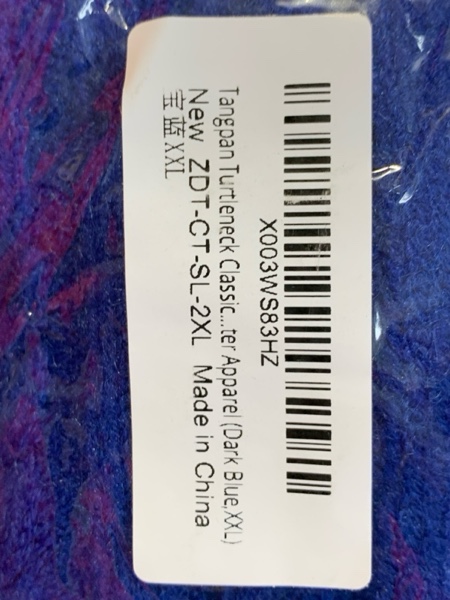 X003WS83HZ
Tangpan Turtleneck Classic...ter Apparel (Dark Blue,XXL)
New ZDT-CT-SL-2XL Made in China
宝蓝XXL